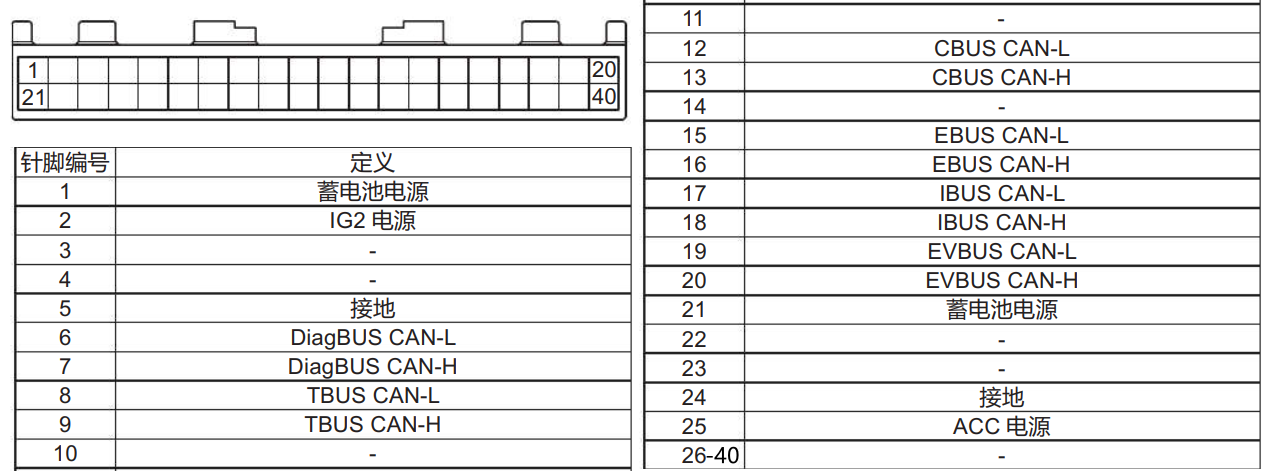 1 20
21 40
针脚编号 定义
1 蓄电池电源
2 IG2 电源
3 -
4 -
5 接地
6 DiagBUS CAN-L
7 DiagBUS CAN-H
8 TBUS CAN-L
9 TBUS CAN-H
10 -
11 -
12 CBUS CAN-L
13 CBUS CAN-H
14 -
15 EBUS CAN-L
16 EBUS CAN-H
17 IBUS CAN-L
18 IBUS CAN-H
19 EVBUS CAN-L
20 EVBUS CAN-H
21 蓄电池电源
22 -
23 -
24 接地
25 ACC 电源
26-40 -